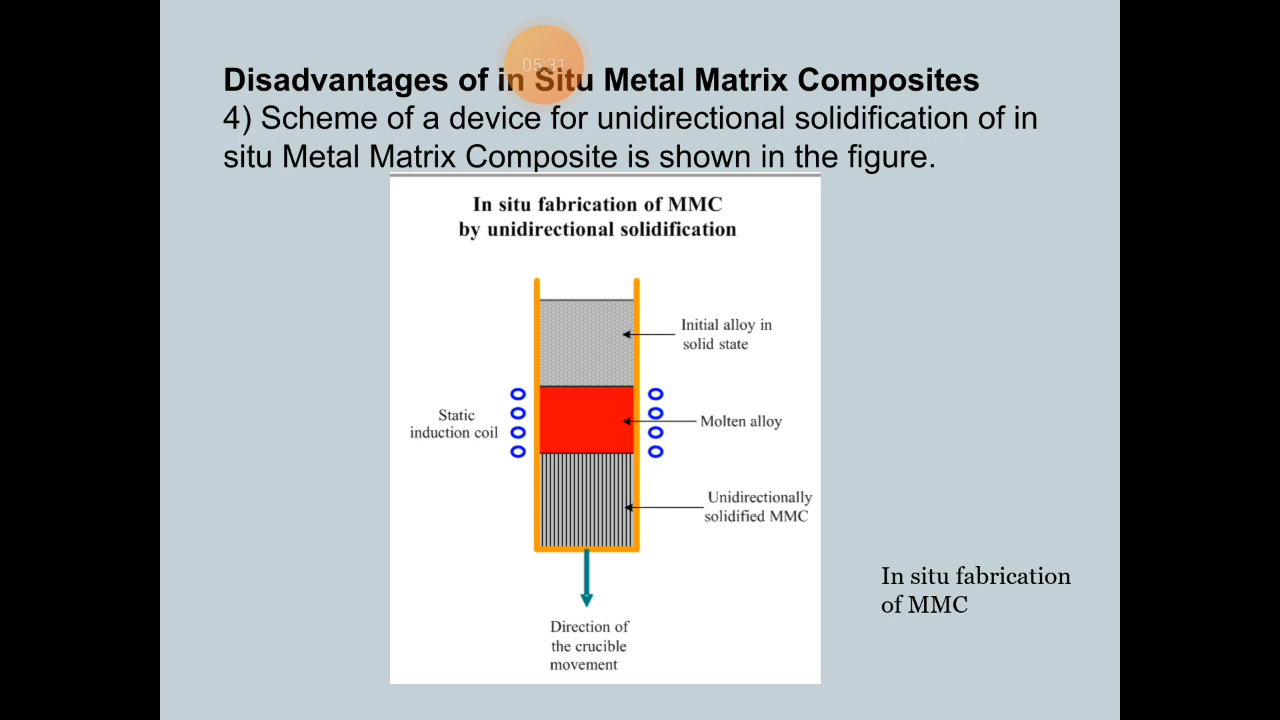 Disadvantages of in Situ Metal Matrix Composites
05:31
4) Scheme of a device for unidirectional solidification of in
situ Metal Matrix Composite is shown in the figure.
In situ fabrication of MMC
by unidirectional solidification
Initial alloy in
solid state
Static
induction coil
Molten alloy
Unidirectionally
solidified MMC
Direction of
the crucible
movement
In situ fabrication
of MMC